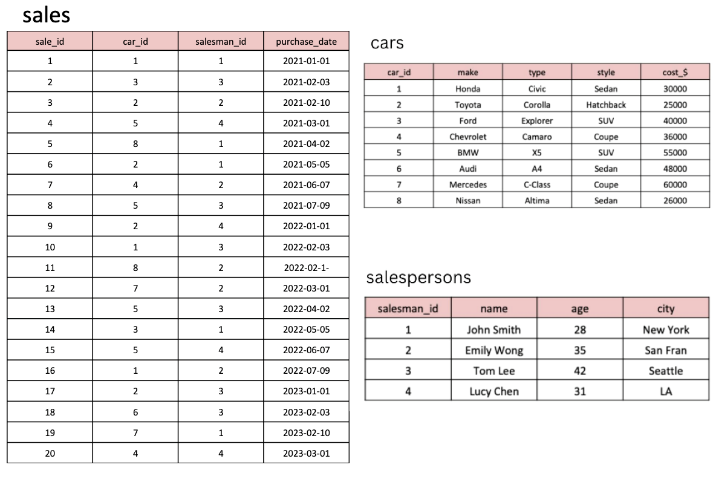 sales
sale_id car_id salesman_id purchase_date
1 1 1 2021-01-01
2 3 3 2021-02-03
3 2 2 2021-02-10
4 5 4 2021-03-01
5 8 1 2021-04-02
6 2 1 2021-05-05
7 4 2 2021-06-07
8 5 3 2021-07-09
9 2 4 2022-01-01
10 1 3 2022-02-03
11 8 2 2022-02-1-
12 7 2 2022-03-01
13 5 3 2022-04-02
14 3 1 2022-05-05
15 5 4 2022-06-07
16 1 2 2022-07-09
17 2 3 2023-01-01
18 6 3 2023-02-03
19 7 1 2023-02-10
20 4 4 2023-03-01
cars
car_id make type style cost_$
1 Honda Civic Sedan 30000
2 Toyota Corolla Hatchback 25000
3 Ford Explorer SUV 40000
4 Chevrolet Camaro Coupe 36000
5 BMW X5 SUV 55000
6 Audi A4 Sedan 48000
7 Mercedes C-Class Coupe 60000
8 Nissan Altima Sedan 26000
salespersons
salesman_id name age city
1 John Smith 28 New York
2 Emily Wong 35 San Fran
3 Tom Lee 42 Seattle
4 Lucy Chen 31 LA